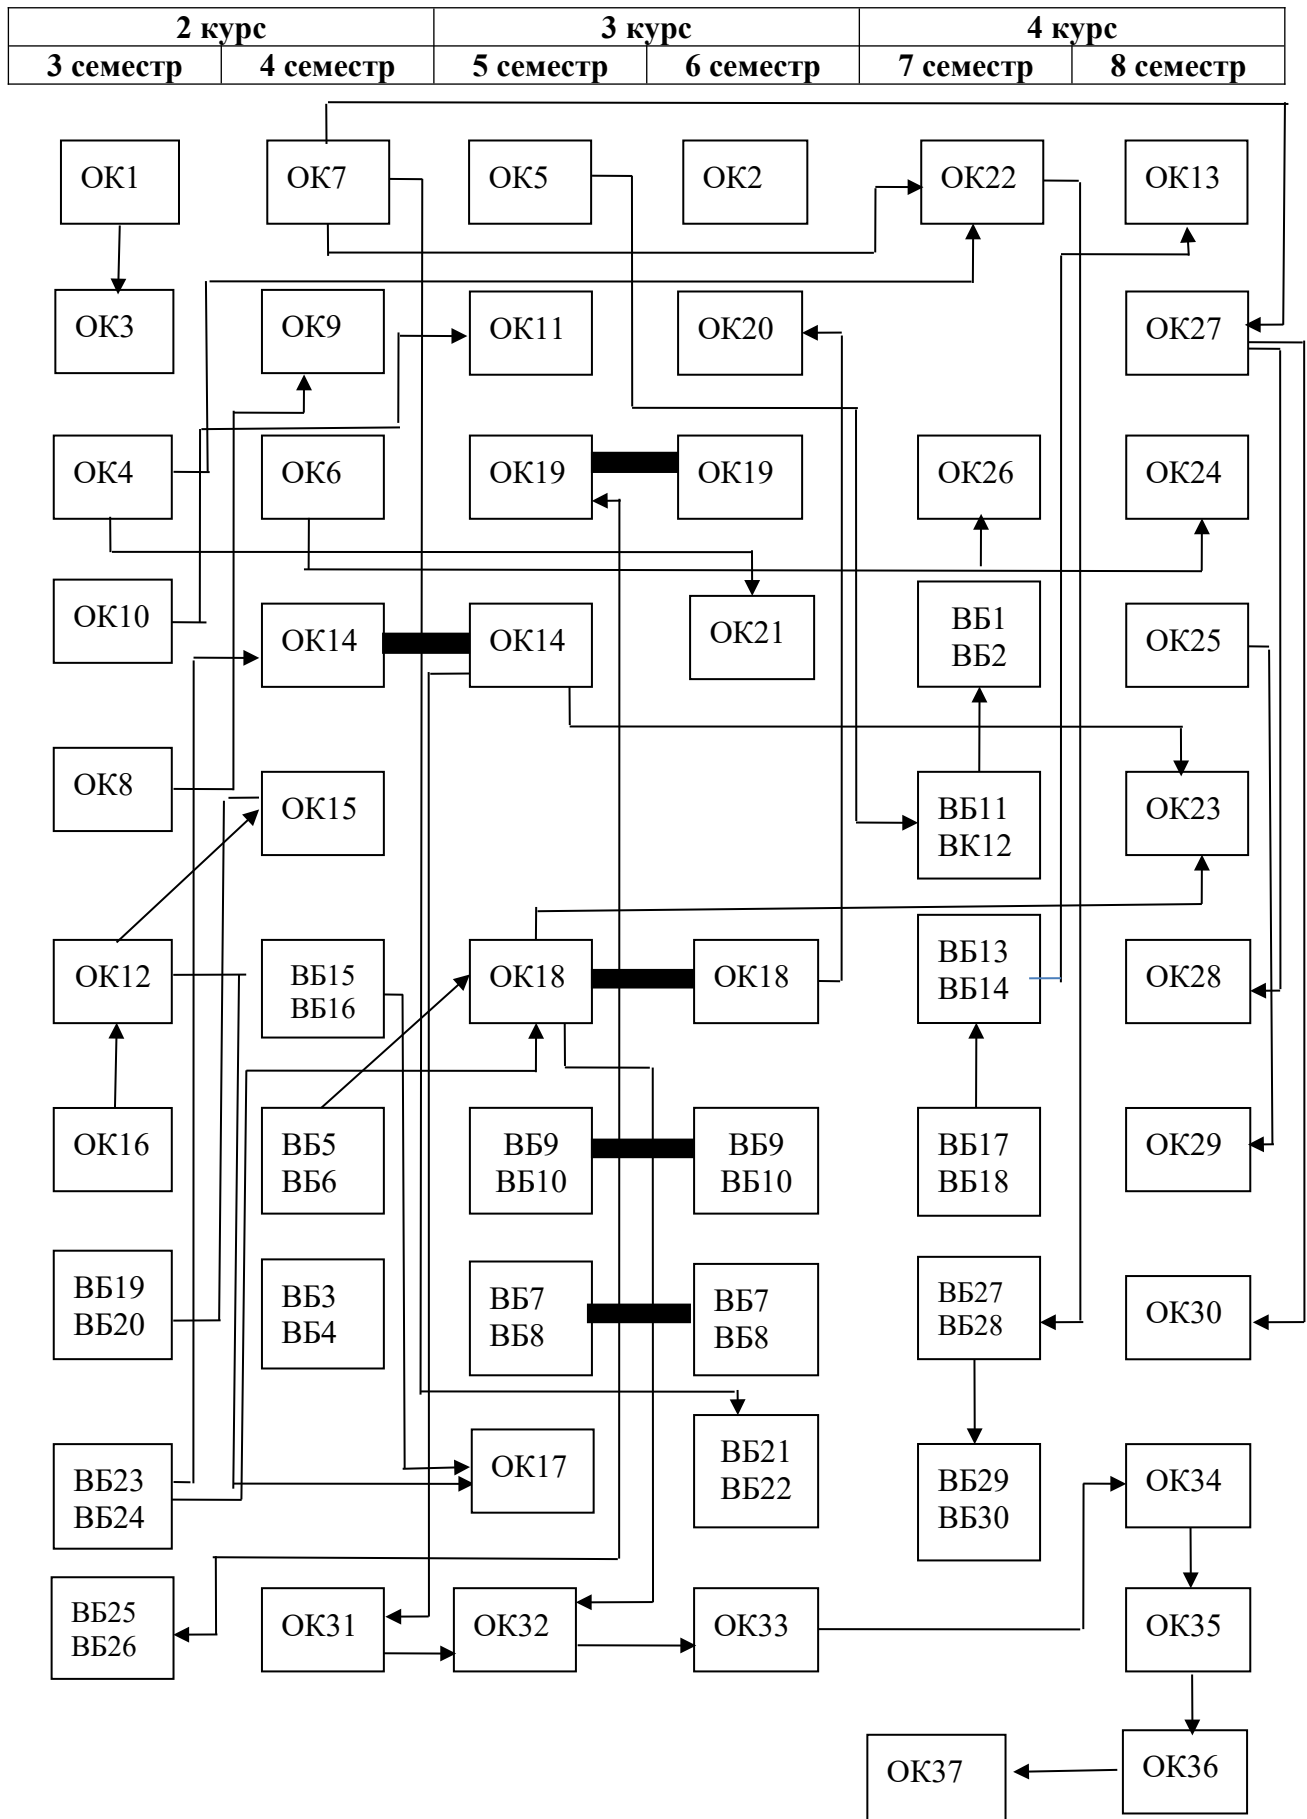 2 курс 3 курс 4 курс
3 семестр 4 семестр 5 семестр 6 семестр 7 семестр 8 семестр
ОК1 ОК7 ОК5 ОК2 ОК22 ОК13
ОК3 ОК9 ОК11 ОК20 ОК27
ОК4 ОК6 ОК19 ОК19 ОК26 ОК24
ОК10 ОК14 ОК14 ОК21 ВБ1 ОК25
ВБ2
ОК8 ОК15 ВБ11 ОК23
ВК12
ОК12 ВБ15 ОК18 ОК18 ВБ13 ОК28
ВБ16 ВБ14
ОК16 ВБ5 ВБ9 ВБ9 ВБ17 ОК29
ВБ6 ВБ10 ВБ10 ВБ18
ВБ19 ВБ3 ВБ7 ВБ7 ВБ27 ОК30
ВБ20 ВБ4 ВБ8 ВБ8 ВБ28
ВБ23 ОК17 ВБ21 ВБ29 ОК34
ВБ24 ВБ22 ВБ30
ВБ25 ОК31 ОК32 ОК33 ОК35
ВБ26
ОК37 ОК36